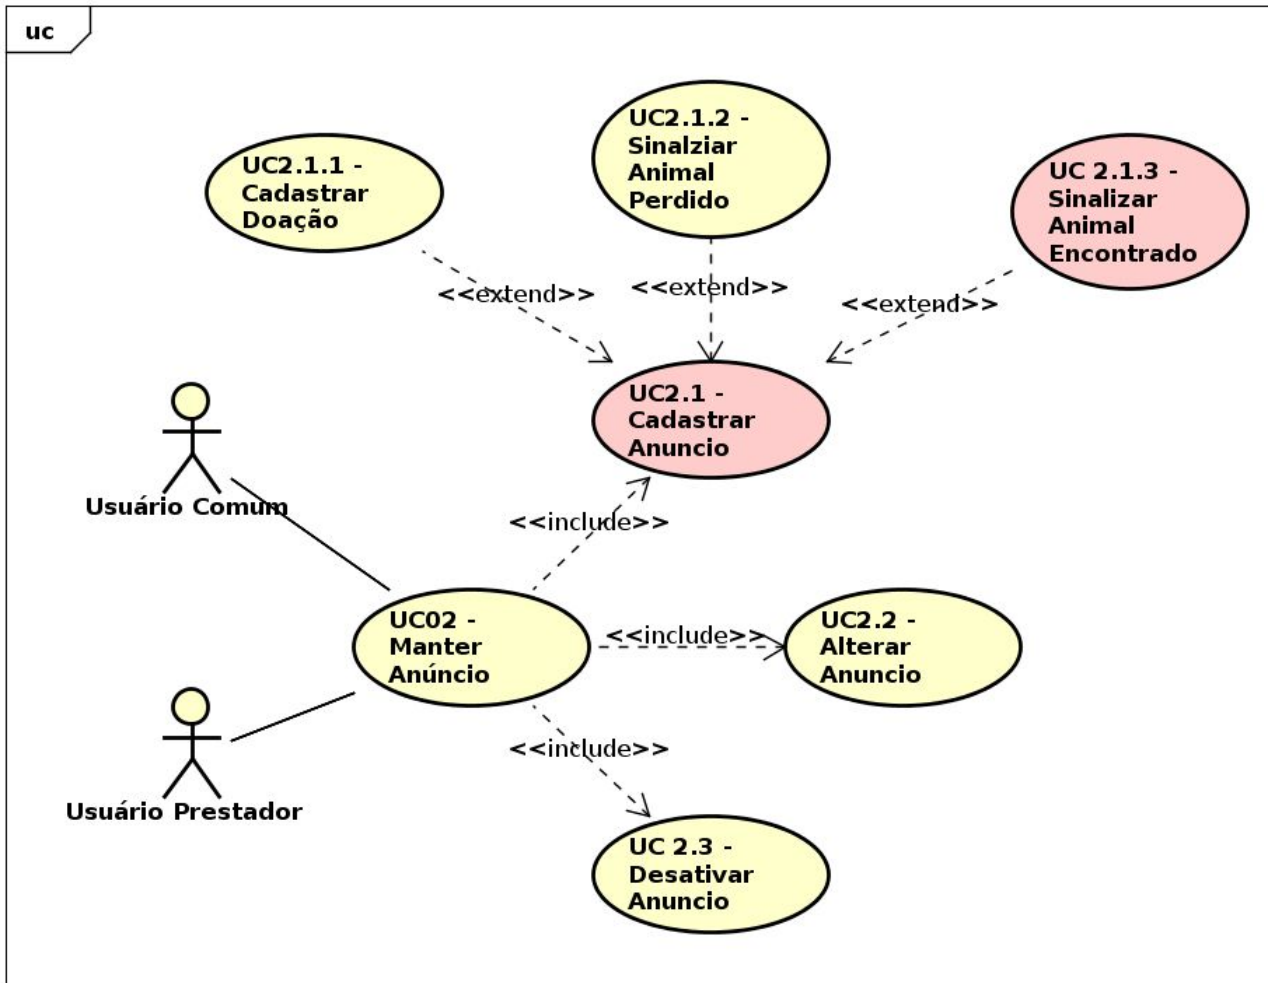 uc
UC2.1.1 -
Cadastrar
Doação
UC2.1.2 -
Sinalziar
Animal
Perdido
UC 2.1.3 -
Sinalizar
Animal
Encontrado
<<extend>>
<<extend>>
<<extend>>
UC2.1 -
Cadastrar
Anuncio
Usuário Comum
<<include>>
UC02 -
Manter
Anúncio
<<include>>
UC2.2 -
Alterar
Anuncio
Usuário Prestador
<<include>>
UC 2.3 -
Desativar
Anuncio